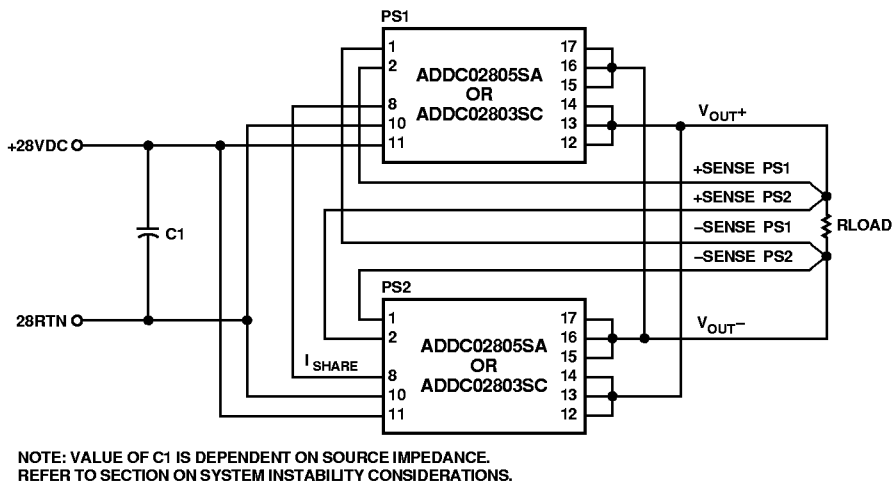 PS1
1
2
8
10
11
ADDC02805SA
OR
ADDC02803SC
17
16
15
14
13
12
+28VDC
C1
28RTN
VOUT+
+SENSE PS1
+SENSE PS2
–SENSE PS1
–SENSE PS2
RLOAD
VOUT–
PS2
1
2
8
10
11
ISHARE
ADDC02805SA
OR
ADDC02803SC
17
16
15
14
13
12
NOTE: VALUE OF C1 IS DEPENDENT ON SOURCE IMPEDANCE.
REFER TO SECTION ON SYSTEM INSTABILITY CONSIDERATIONS.